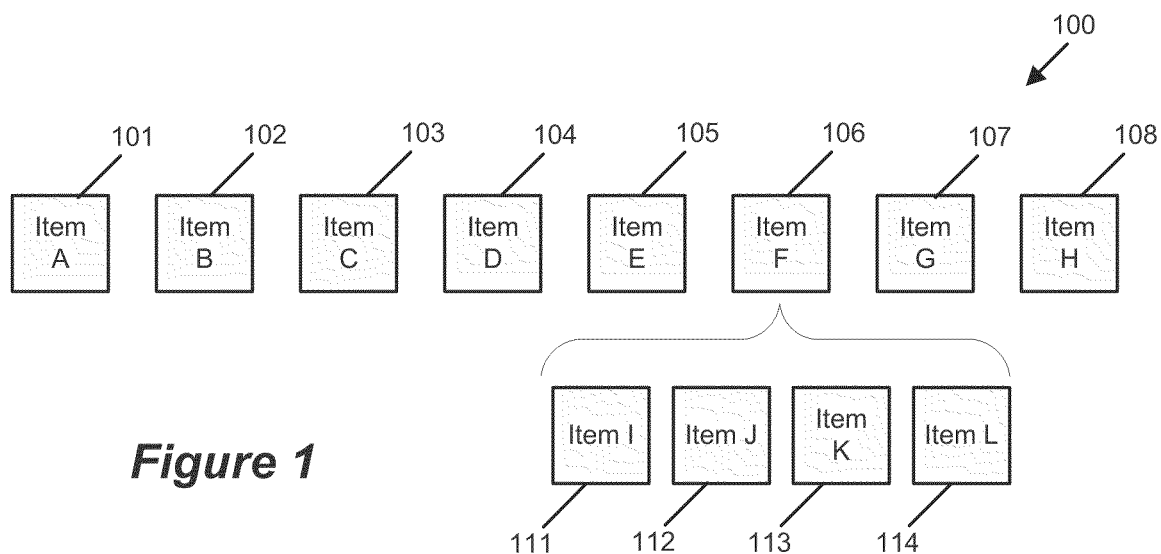 100
101 102 103 104 105 106 107 108
Item A
Item B
Item C
Item D
Item E
Item F
Item G
Item H
Item I
Item J
Item K
Item L
Figure 1
111 112 113 114